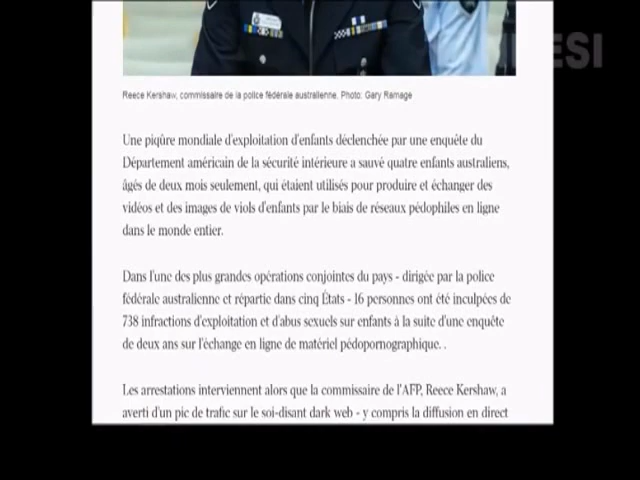 Reece Kershaw, commissaire de la police fédérale australienne. Photo: Gary Ramage
Une piqûre mondiale d'exploitation d'enfants déclenchée par une enquête du
Département américain de la sécurité intérieure a sauvé quatre enfants australiens,
âgés de deux mois seulement, qui étaient utilisés pour produire et échanger des
vidéos et des images de viols d'enfants par le biais de réseaux pédophiles en ligne
dans le monde entier.
Dans l'une des plus grandes opérations conjointes du pays - dirigée par la police
fédérale australienne et répartie dans cinq États - 16 personnes ont été inculpées de
738 infractions d'exploitation et d'abus sexuels sur enfants à la suite d'une enquête
de deux ans sur l'échange en ligne de matériel pédopornographique. .
Les arrestations interviennent alors que la commissaire de l'AFP, Reece Kershaw, a
averti d'un pic de trafic sur le soi-disant dark web - y compris la diffusion en direct